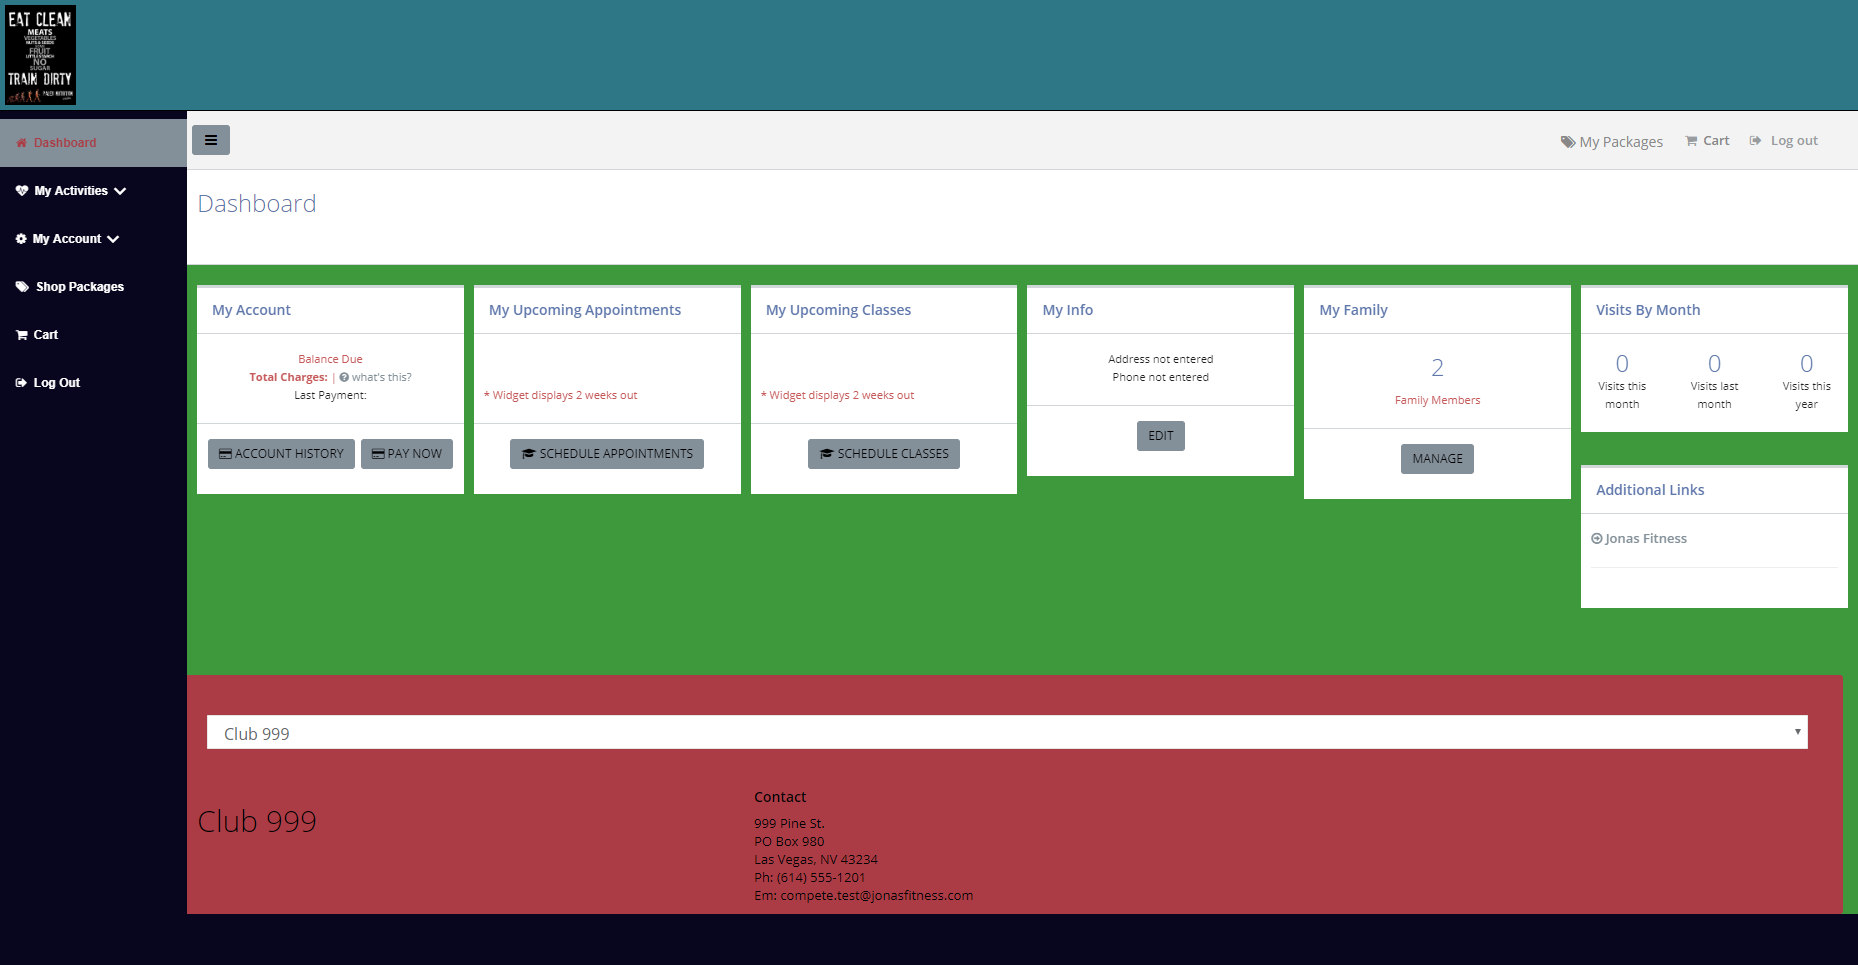 EAT CLEAN
MEATS
VEGETABLES
NUTS & SEEDS
FRUIT
LITTLE STARCH
NO
SUGAR
TRAIN DIRTY
Dashboard
My Activities
My Account
Shop Packages
Cart
Log Out
My Packages
Cart
Log out
Dashboard
My Account
Balance Due
Total Charges: | what's this?
Last Payment:
ACCOUNT HISTORY
PAY NOW
My Upcoming Appointments
* Widget displays 2 weeks out
SCHEDULE APPOINTMENTS
My Upcoming Classes
* Widget displays 2 weeks out
SCHEDULE CLASSES
My Info
Address not entered
Phone not entered
EDIT
My Family
2
Family Members
MANAGE
Visits By Month
0
Visits this
month
0
Visits last
month
0
Visits this
year
Additional Links
Jonas Fitness
Club 999
Club 999
Contact
999 Pine St.
PO Box 980
Las Vegas, NV 43234
Ph: (614) 555-1201
Em: compete.test@jonasfitness.com